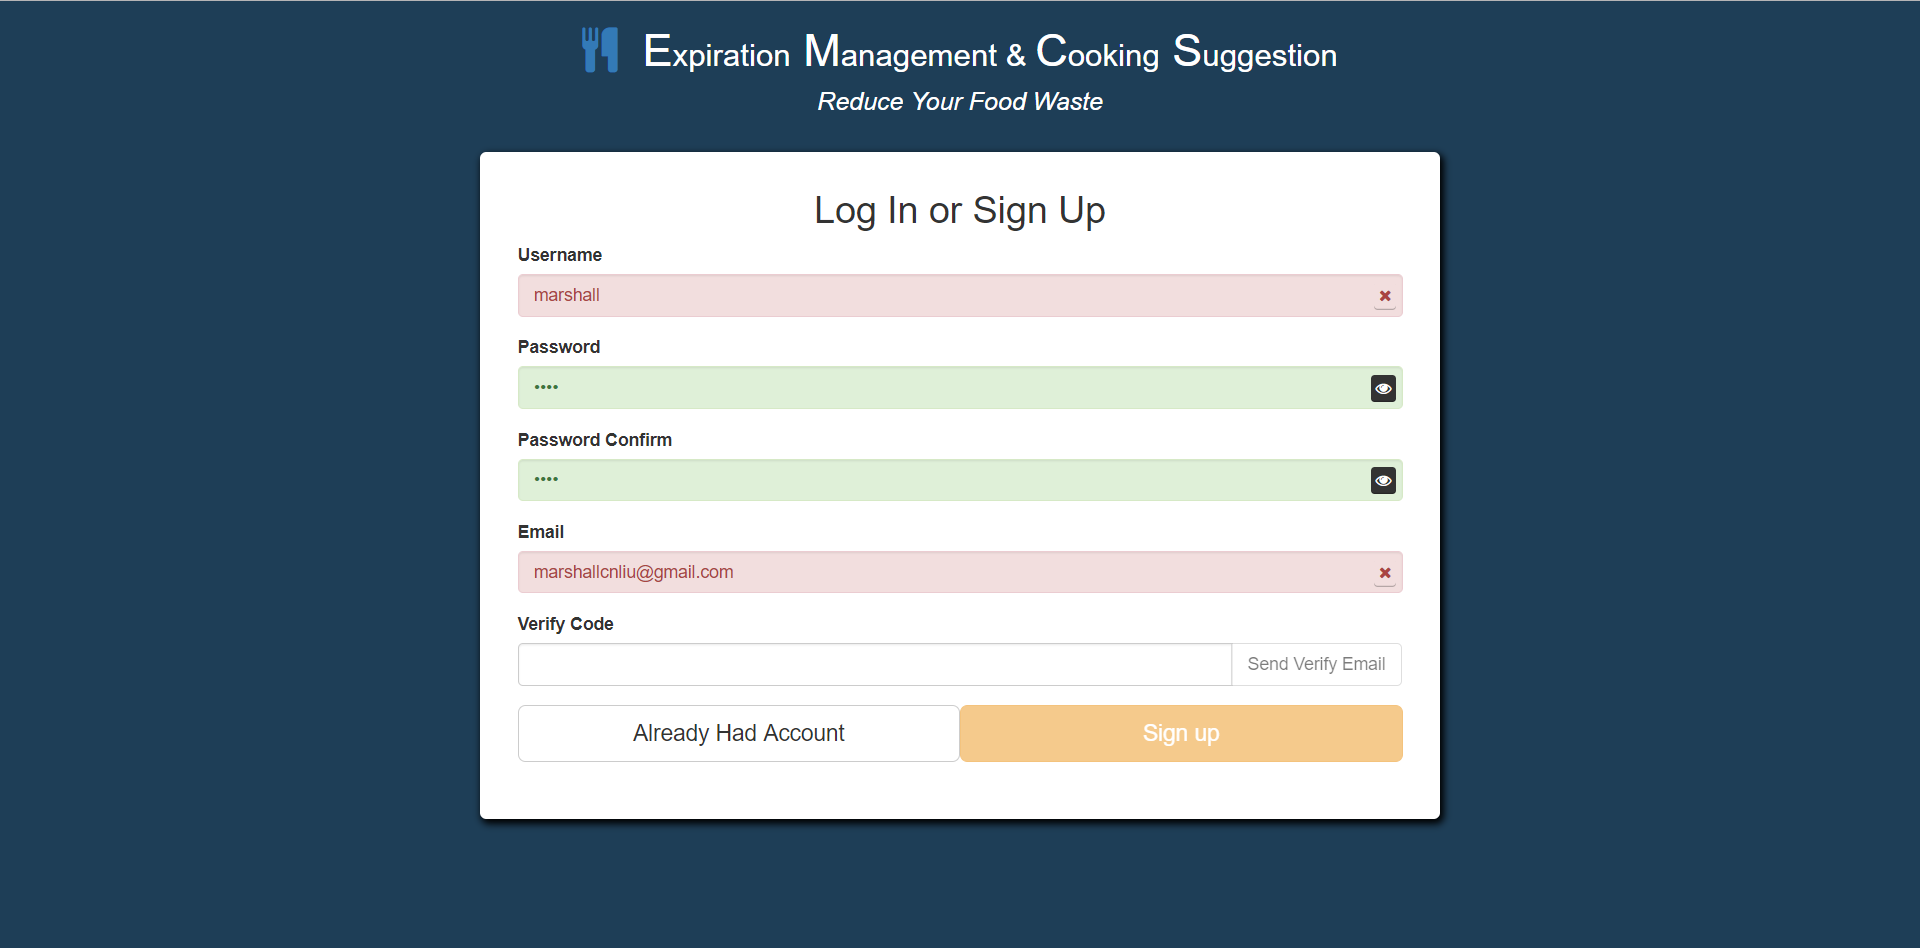 Expiration Management & Cooking Suggestion
Reduce Your Food Waste
Log In or Sign Up
Username
marshall
Password
••••
Password Confirm
••••
Email
marshallcnliu@gmail.com
Verify Code
Send Verify Email
Already Had Account
Sign up